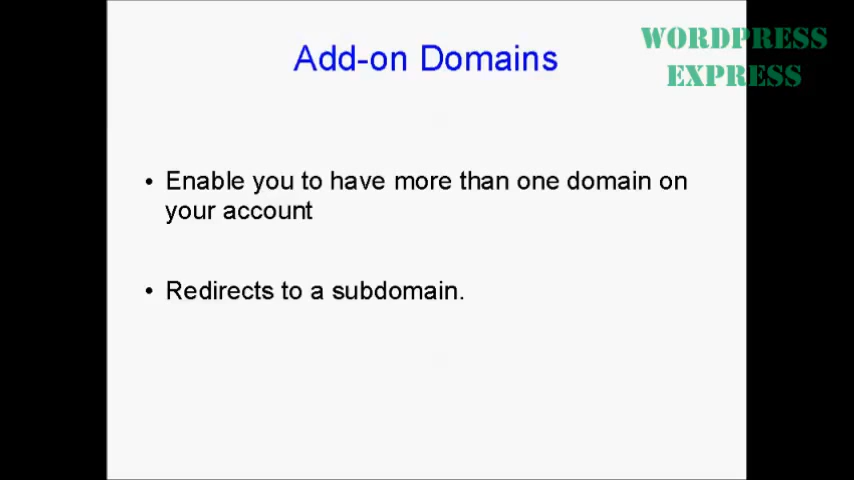 Add-on Domains
WORDPRESS
EXPRESS
• Enable you to have more than one domain on
your account
• Redirects to a subdomain.